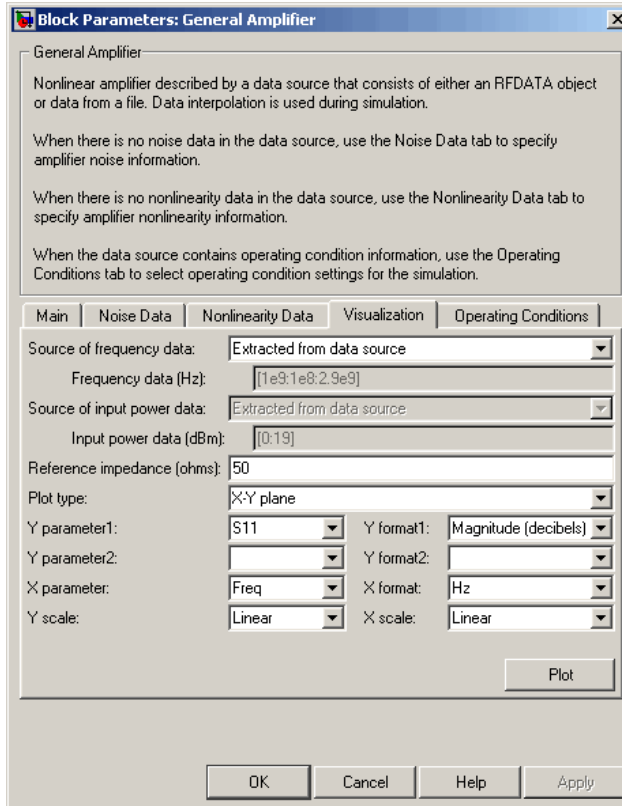 Block Parameters: General Amplifier
General Amplifier
Nonlinear amplifier described by a data source that consists of either an RFDATA object
or data from a file. Data interpolation is used during simulation.
When there is no noise data in the data source, use the Noise Data tab to specify
amplifier noise information.
When there is no nonlinearity data in the data source, use the Nonlinearity Data tab to
specify amplifier nonlinearity information.
When the data source contains operating condition information, use the Operating
Conditions tab to select operating condition settings for the simulation.
Main Noise Data Nonlinearity Data Visualization Operating Conditions
Source of frequency data: Extracted from data source
Frequency data (Hz): [1e9:1e8:2.9e9]
Source of input power data: Extracted from data source
Input power data (dBm): [0:19]
Reference impedance (ohms): 50
Plot type: X-Y plane
Y parameter1: S11 Y format1: Magnitude (decibels)
Y parameter2: Y format2:
X parameter: Freq X format: Hz
Y scale: Linear X scale: Linear
Plot
OK Cancel Help Apply